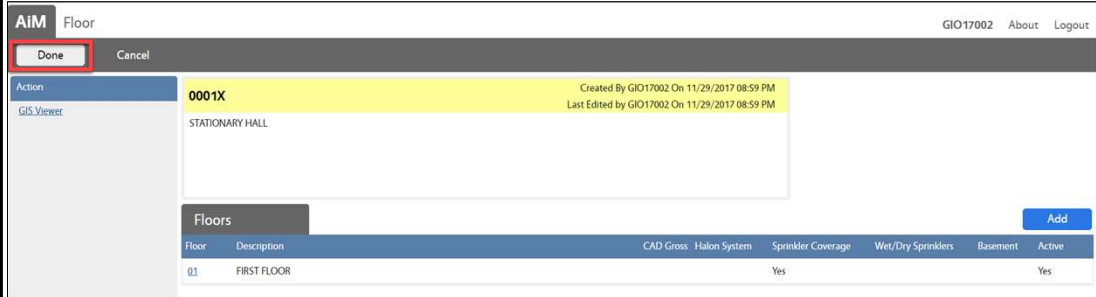 AiM Floor GIO17002 About Logout
Done Cancel
Action
GIS Viewer
0001X
Created By GIO17002 On 11/29/2017 08:59 PM
Last Edited by GIO17002 On 11/29/2017 08:59 PM
STATIONARY HALL
Floors Add
Floor Description CAD Gross Halon System Sprinkler Coverage Wet/Dry Sprinklers Basement Active
01 FIRST FLOOR Yes Yes